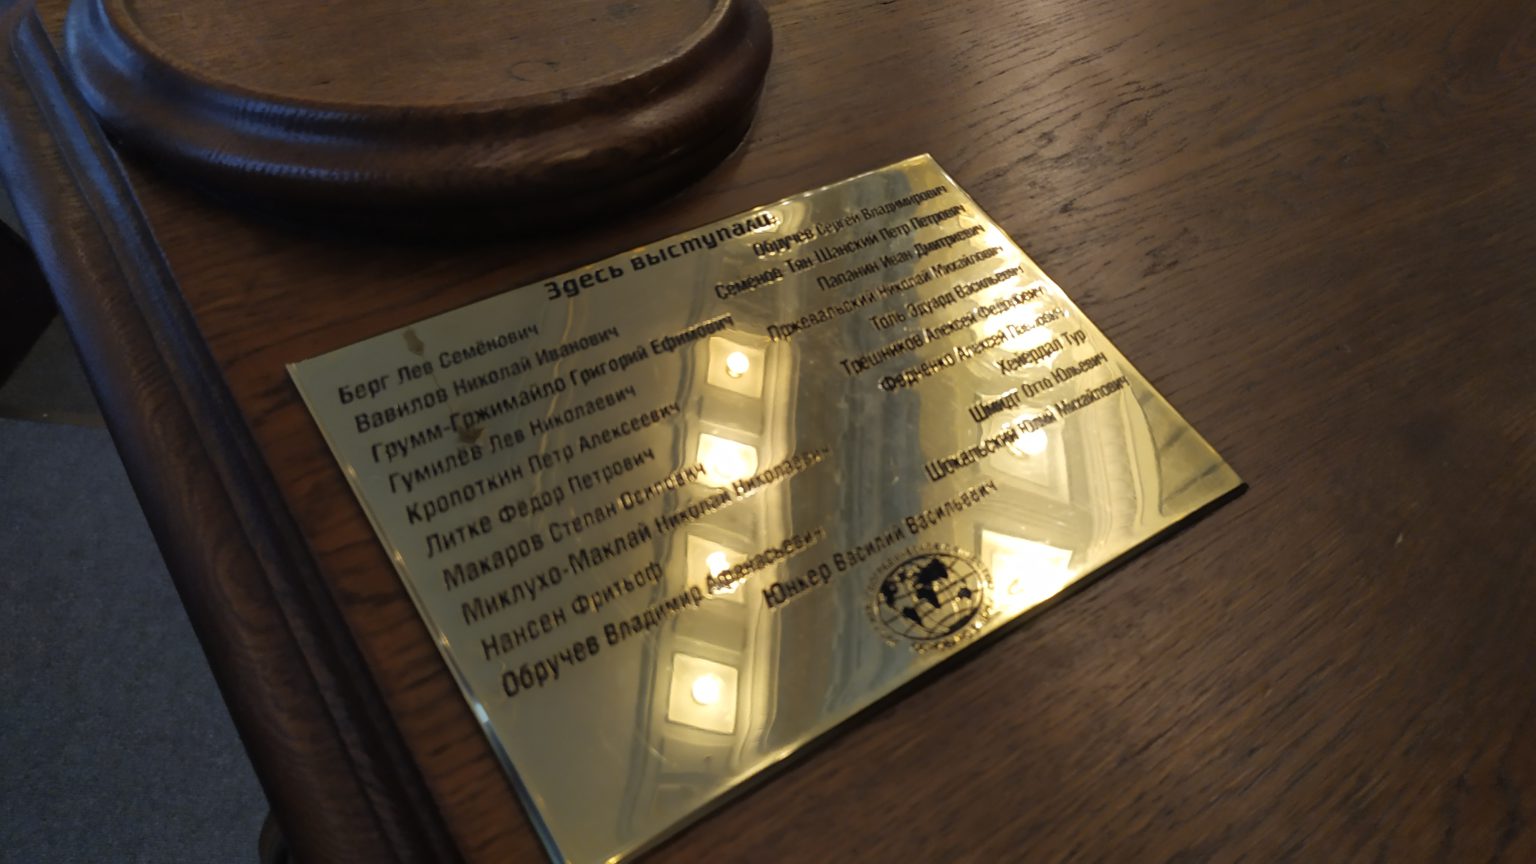 Здесь выступали:
Берг Лев Семёнович
Вавилов Николай Иванович
Грумм-Гржимайло Григорий Ефимович
Гумилёв Лев Николаевич
Кропоткин Петр Алексеевич
Литке Федор Петрович
Макаров Степан Осипович
Миклухо-Маклай Николай Николаевич
Нансен Фритьоф
Обручев Владимир Афанасьевич
Обручев Сергей Владимирович
Семёнов-Тян-Шанский Петр Петрович
Папанин Иван Дмитриевич
Пржевальский Николай Михайлович
Толь Эдуард Васильевич
Трешников Алексей Федорович
Федченко Алексей Павлович
Хейердал Тур
Шмидт Отто Юльевич
Шокальский Юлий Михайлович
Юнкер Василий Васильевич